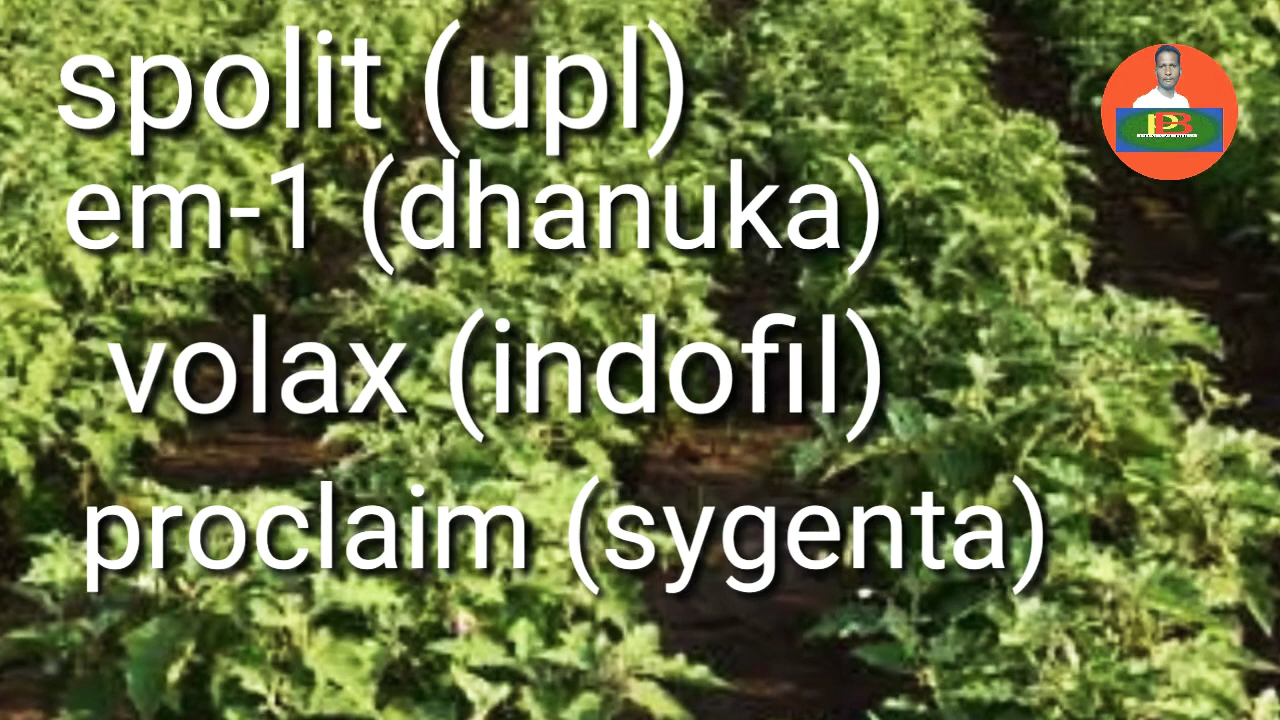 spolit (upl)
em-1 (dhanuka)
volax (indofil)
proclaim (sygenta)